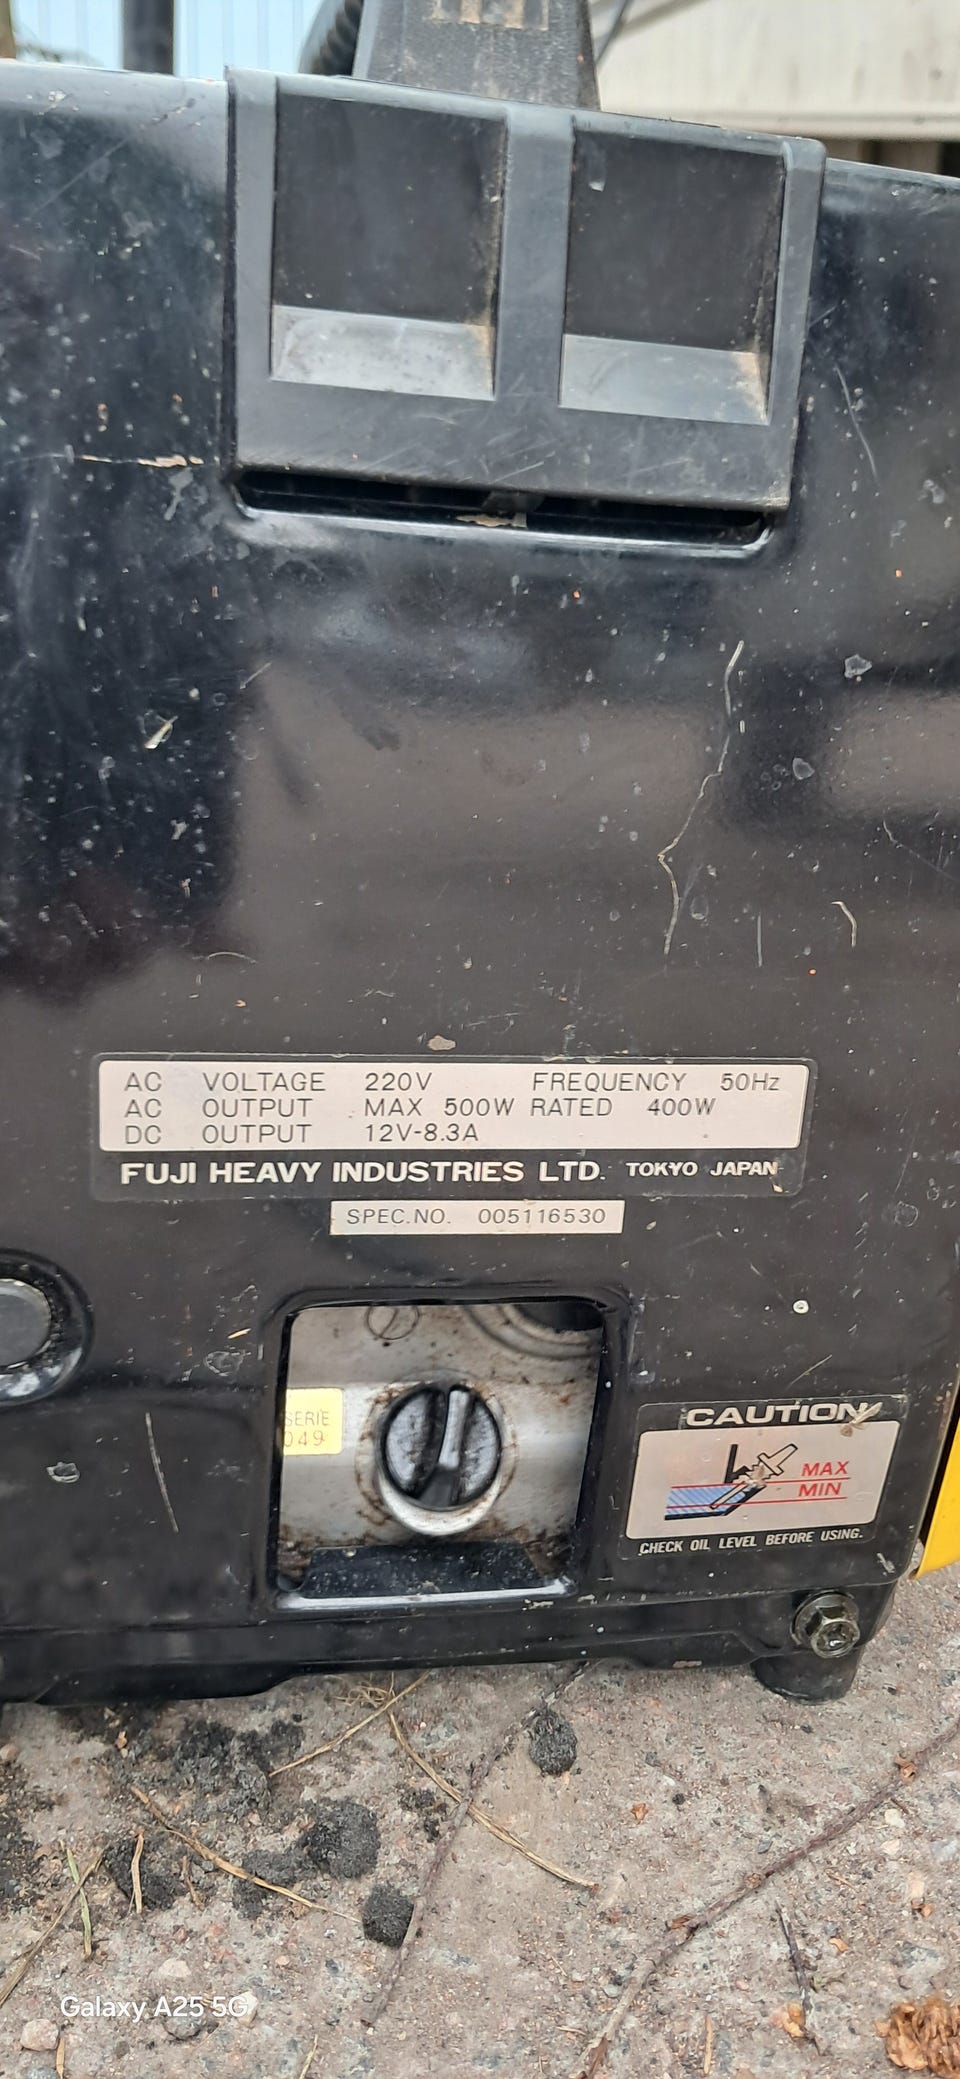 AC VOLTAGE 220V FREQUENCY 50Hz
AC OUTPUT MAX 500W RATED 400W
DC OUTPUT 12V-8.3A
FUJI HEAVY INDUSTRIES LTD. TOKYO JAPAN
SPEC.NO. 005116530
SERIE
049
CAUTION
MAX
MIN
CHECK OIL LEVEL BEFORE USING.
Galaxy A25 5G